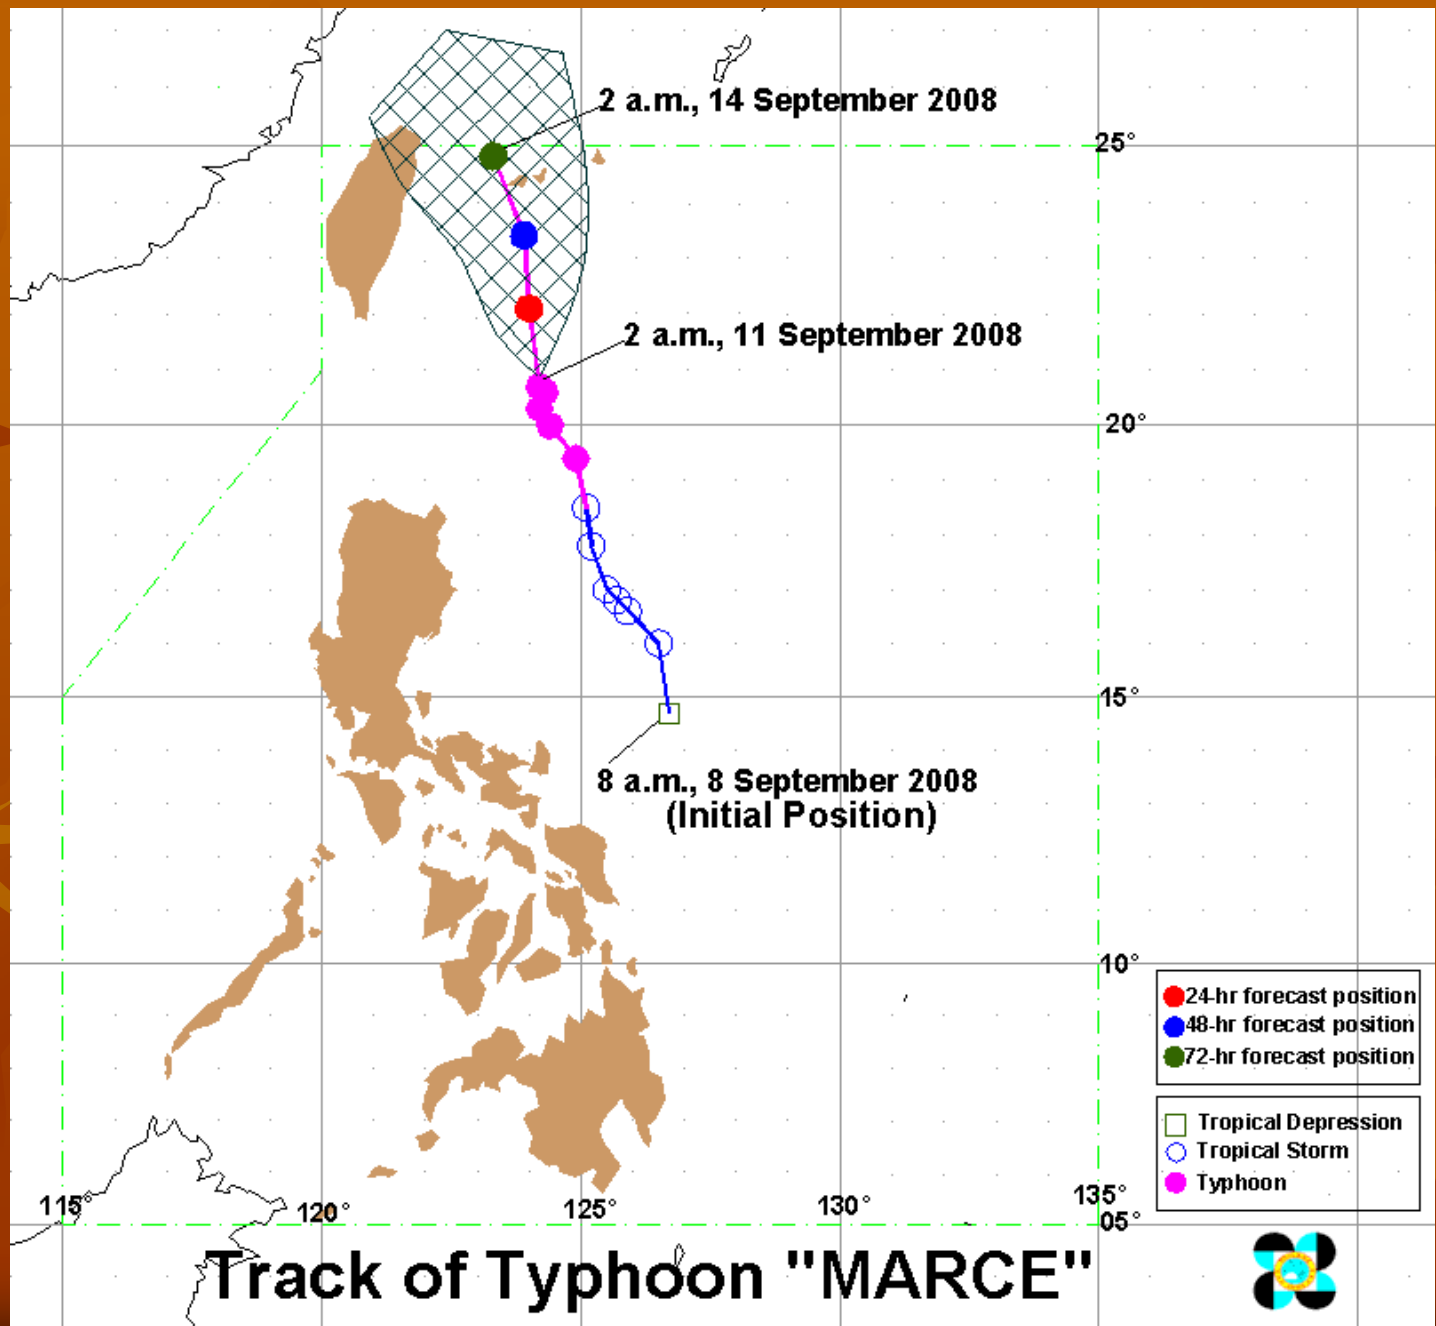 2 a.m., 14 September 2008
25°
2 a.m., 11 September 2008
20°
15°
8 a.m., 8 September 2008
(Initial Position)
10°
24-hr forecast position
48-hr forecast position
72-hr forecast position
Tropical Depression
Tropical Storm
Typhoon
115°
120°
125°
130°
135°
05°
Track of Typhoon "MARCE"